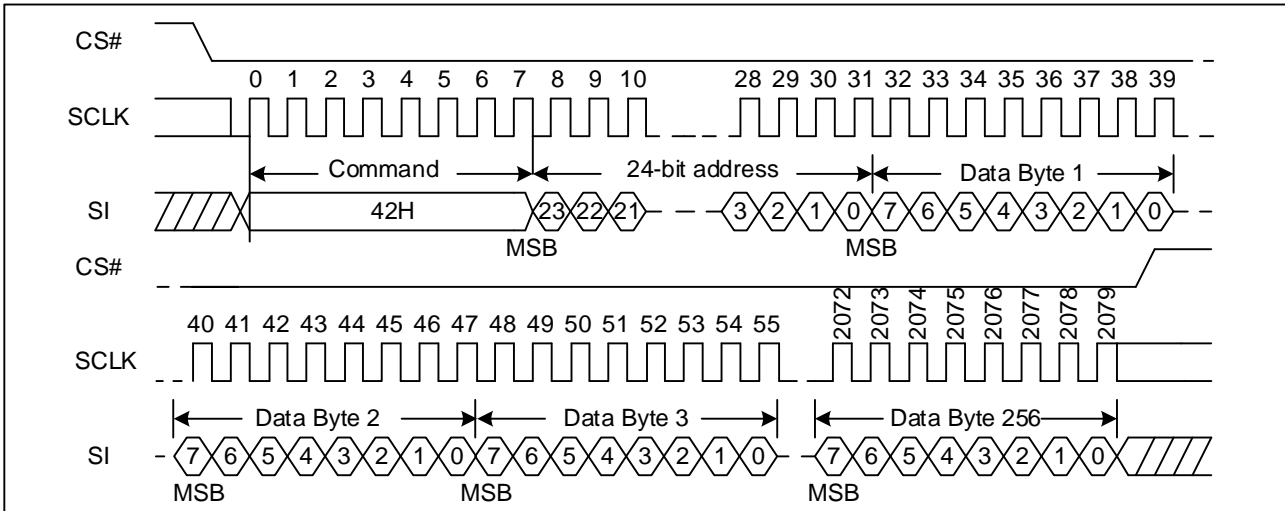 CS#
0 1 2 3 4 5 6 7 8 9 10 28 29 30 31 32 33 34 35 36 37 38 39
SCLK
Command 24-bit address Data Byte 1
SI 42H 23 22 21 3 2 1 0 7 6 5 4 3 2 1 0
MSB MSB
CS#
40 41 42 43 44 45 46 47 48 49 50 51 52 53 54 55 2072 2073 2074 2075 2076 2077 2078 2079
SCLK
Data Byte 2 Data Byte 3 Data Byte 256
SI 7 6 5 4 3 2 1 0 7 6 5 4 3 2 1 0 7 6 5 4 3 2 1 0
MSB MSB MSB